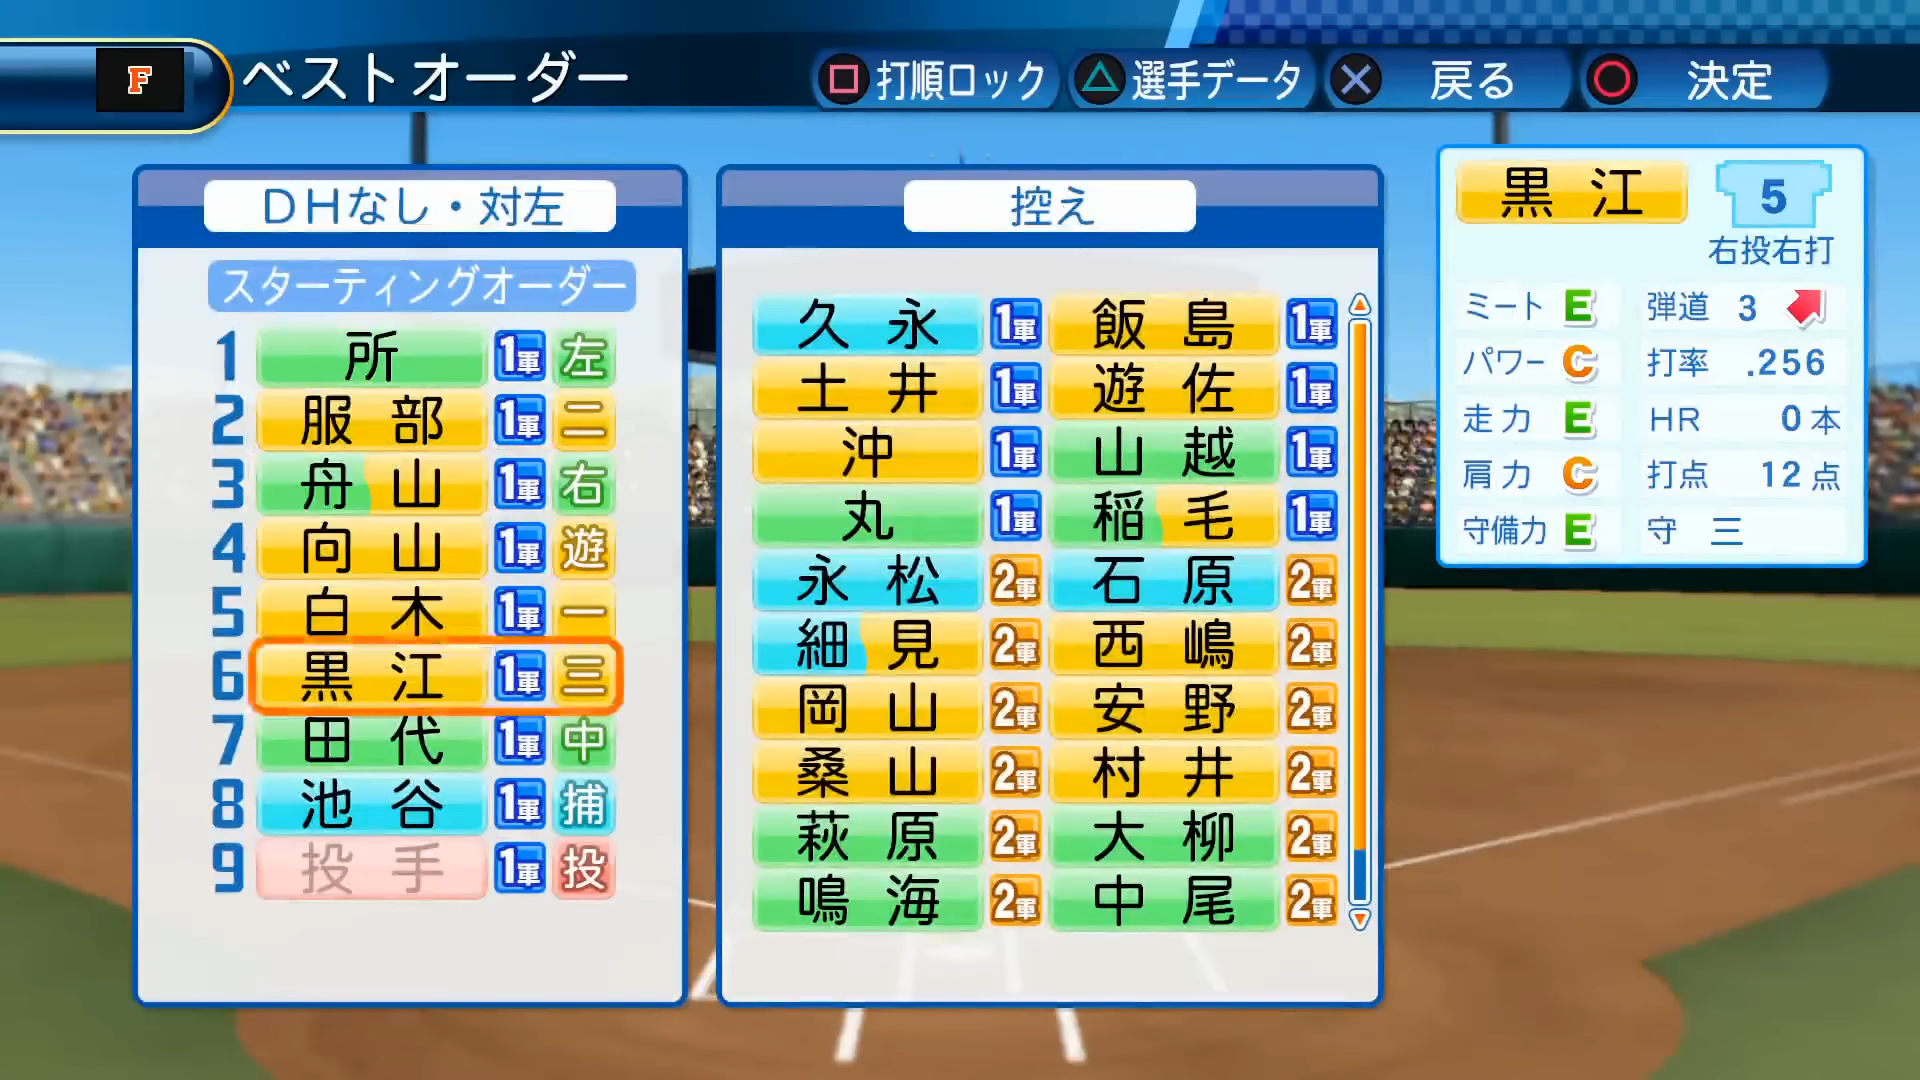 F
ベストオーダー
打順ロック
選手データ
戻る
決定
DHなし・対左
スターティングオーダー
1 所 1軍 左
2 服部 1軍 二
3 舟山 1軍 右
4 向山 1軍 遊
5 白木 1軍 一
6 黒江 1軍 三
7 田代 1軍 中
8 池谷 1軍 捕
9 投手 1軍 投
控え
久永 1軍 飯島 1軍
土井 1軍 遊佐 1軍
沖 1軍 山越 1軍
丸 1軍 稲毛 1軍
永松 2軍 石原 2軍
細見 2軍 西嶋 2軍
岡山 2軍 安野 2軍
桑山 2軍 村井 2軍
萩原 2軍 大柳 2軍
鳴海 2軍 中尾 2軍
黒江 5
右投右打
ミート E 弾道 3
パワー C 打率 .256
走力 E HR 0本
肩力 C 打点 12点
守備力 E 守 三